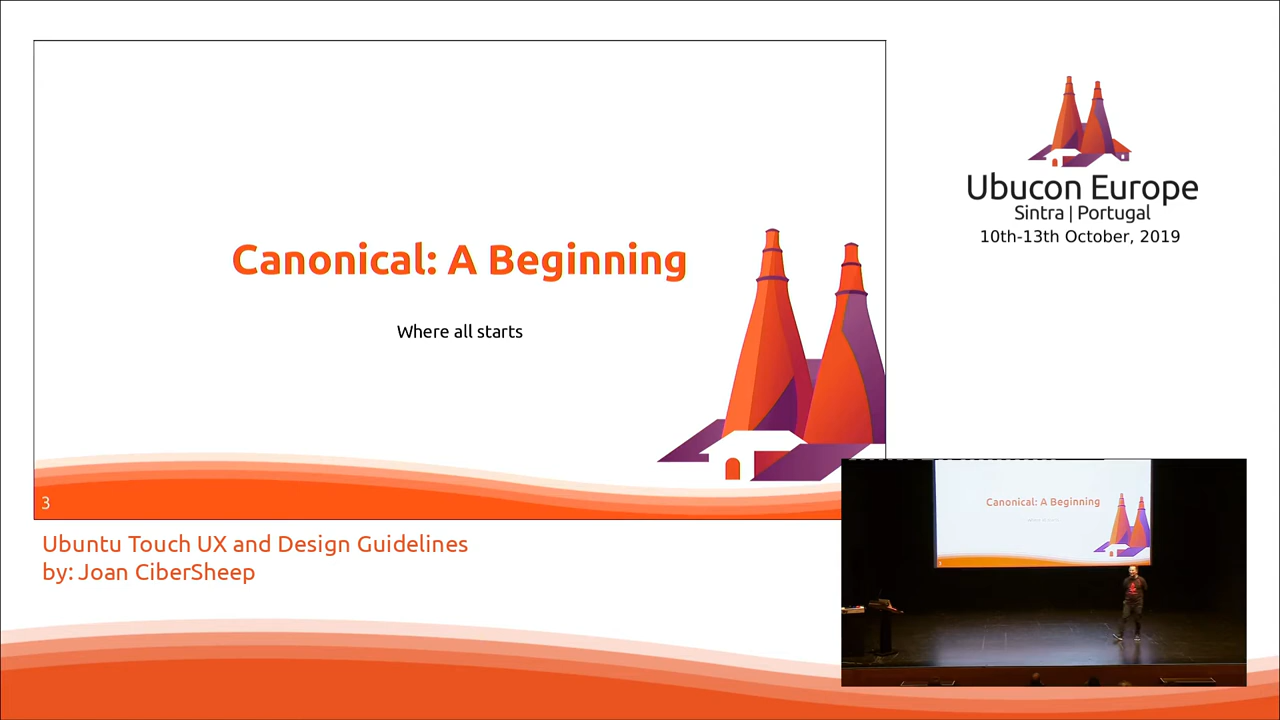 Canonical: A Beginning
Where all starts
3
Ubuntu Touch UX and Design Guidelines
by: Joan CiberSheep
Ubucon Europe
Sintra | Portugal
10th-13th October, 2019
Canonical: A Beginning